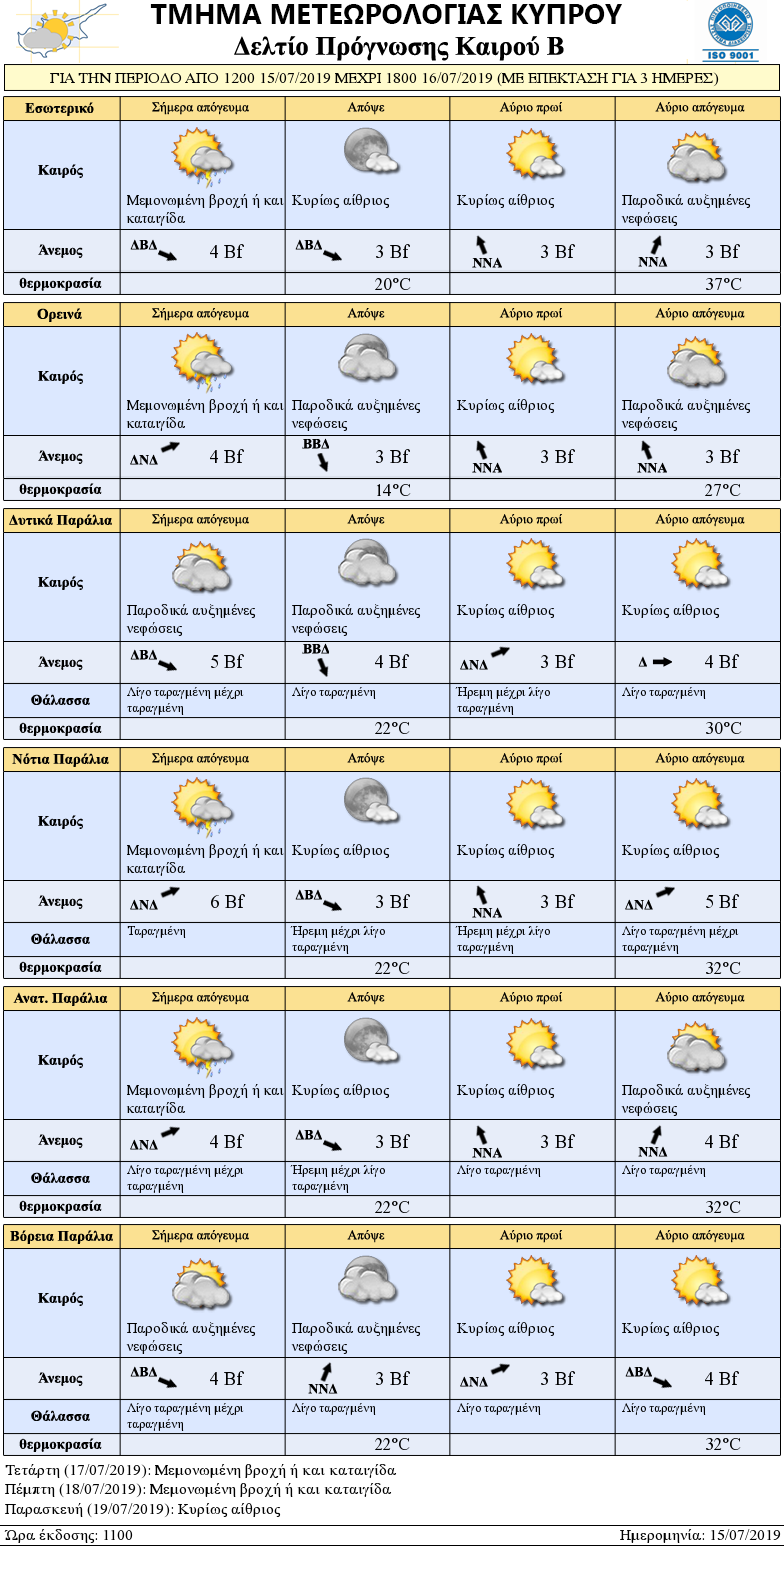 ΤΜΗΜΑ ΜΕΤΕΩΡΟΛΟΓΙΑΣ ΚΥΠΡΟΥ
Δελτίο Πρόγνωσης Καιρού Β
ISO 9001
ΓΙΑ ΤΗΝ ΠΕΡΙΟΔΟ ΑΠΟ 1200 15/07/2019 ΜΕΧΡΙ 1800 16/07/2019 (ΜΕ ΕΠΕΚΤΑΣΗ ΓΙΑ 3 ΗΜΕΡΕΣ)
Εσωτερικό Σήμερα απόγευμα Απόψε Αύριο πρωί Αύριο απόγευμα
Καιρός
Μεμονωμένη βροχή ή και Κυρίως αίθριος Κυρίως αίθριος Παροδικά αυξημένες
καταιγίδα νεφώσεις
Άνεμος ΔΒΔ 4 Bf ΔΒΔ 3 Bf ΝΝΑ 3 Bf ΝΝΔ 3 Bf
θερμοκρασία 20°C 37°C
Ορεινά Σήμερα απόγευμα Απόψε Αύριο πρωί Αύριο απόγευμα
Καιρός
Μεμονωμένη βροχή ή και Παροδικά αυξημένες Κυρίως αίθριος Παροδικά αυξημένες
καταιγίδα νεφώσεις νεφώσεις
Άνεμος ΔΝΔ 4 Bf ΒΒΔ 3 Bf ΝΝΑ 3 Bf ΝΝΑ 3 Bf
θερμοκρασία 14°C 27°C
Δυτικά Παράλια Σήμερα απόγευμα Απόψε Αύριο πρωί Αύριο απόγευμα
Καιρός
Παροδικά αυξημένες Παροδικά αυξημένες Κυρίως αίθριος Κυρίως αίθριος
νεφώσεις νεφώσεις
Άνεμος ΔΒΔ 5 Bf ΒΒΔ 4 Bf ΔΝΔ 3 Bf Δ 4 Bf
Θάλασσα Λίγο ταραγμένη μέχρι Λίγο ταραγμένη Ήρεμη μέχρι λίγο Λίγο ταραγμένη
ταραγμένη ταραγμένη
θερμοκρασία 22°C 30°C
Νότια Παράλια Σήμερα απόγευμα Απόψε Αύριο πρωί Αύριο απόγευμα
Καιρός
Μεμονωμένη βροχή ή και Κυρίως αίθριος Κυρίως αίθριος Κυρίως αίθριος
καταιγίδα
Άνεμος ΔΝΔ 6 Bf ΔΒΔ 3 Bf ΝΝΑ 3 Bf ΔΝΔ 5 Bf
Θάλασσα Ταραγμένη Ήρεμη μέχρι λίγο Ήρεμη μέχρι λίγο Λίγο ταραγμένη μέχρι
ταραγμένη ταραγμένη ταραγμένη
θερμοκρασία 22°C 32°C
Ανατ. Παράλια Σήμερα απόγευμα Απόψε Αύριο πρωί Αύριο απόγευμα
Καιρός
Μεμονωμένη βροχή ή και Κυρίως αίθριος Κυρίως αίθριος Παροδικά αυξημένες
καταιγίδα νεφώσεις
Άνεμος ΔΝΔ 4 Bf ΔΒΔ 3 Bf ΝΝΑ 3 Bf ΝΝΔ 4 Bf
Θάλασσα Λίγο ταραγμένη μέχρι Ήρεμη μέχρι λίγο Λίγο ταραγμένη Λίγο ταραγμένη
ταραγμένη ταραγμένη
θερμοκρασία 22°C 32°C
Βόρεια Παράλια Σήμερα απόγευμα Απόψε Αύριο πρωί Αύριο απόγευμα
Καιρός
Παροδικά αυξημένες Παροδικά αυξημένες Κυρίως αίθριος Κυρίως αίθριος
νεφώσεις νεφώσεις
Άνεμος ΔΒΔ 4 Bf ΝΝΔ 3 Bf ΔΝΔ 3 Bf ΔΒΔ 4 Bf
Θάλασσα Λίγο ταραγμένη μέχρι Λίγο ταραγμένη Λίγο ταραγμένη Λίγο ταραγμένη
ταραγμένη
θερμοκρασία 22°C 32°C
Τετάρτη (17/07/2019): Μεμονωμένη βροχή ή και καταιγίδα
Πέμπτη (18/07/2019): Μεμονωμένη βροχή ή και καταιγίδα
Παρασκευή (19/07/2019): Κυρίως αίθριος
Ώρα έκδοσης: 1100 Ημερομηνία: 15/07/2019